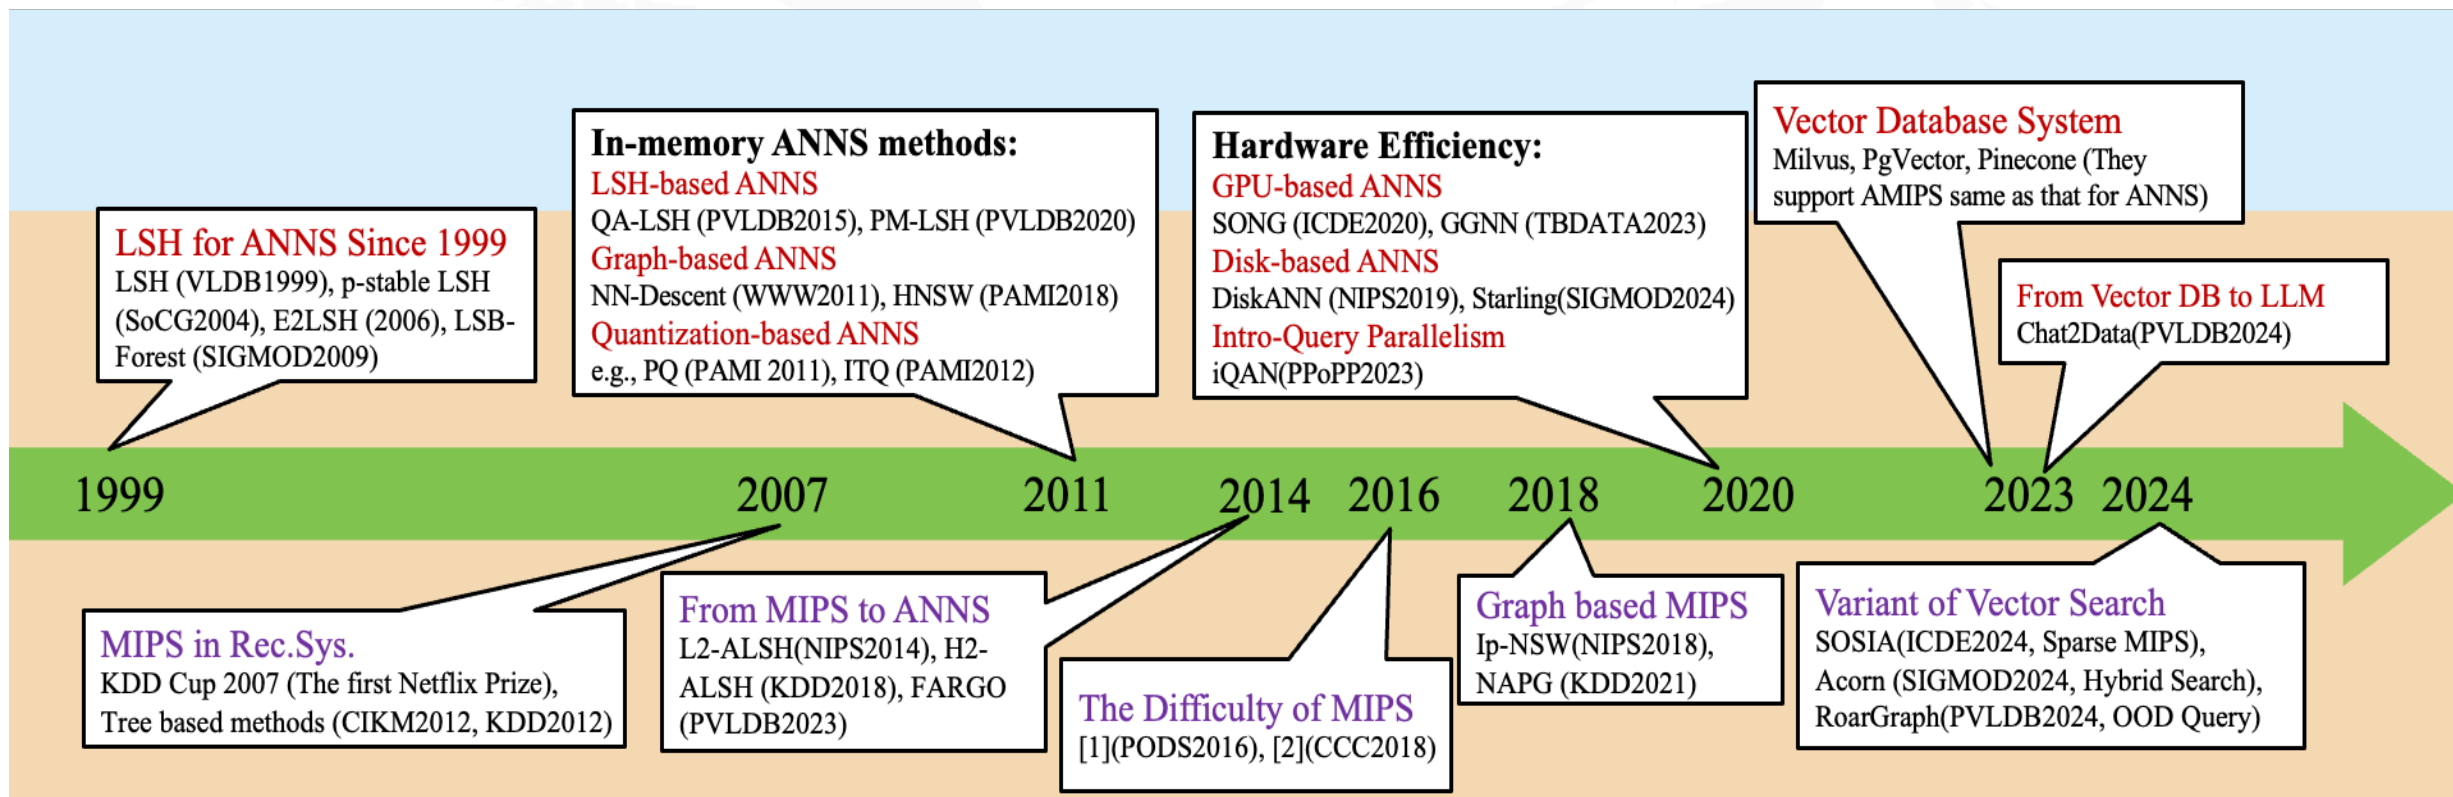 LSH for ANNS Since 1999
LSH (VLDB1999), p-stable LSH
(SoCG2004), E2LSH (2006), LSB-
Forest (SIGMOD2009)
In-memory ANNS methods:
LSH-based ANNS
QA-LSH (PVLDB2015), PM-LSH (PVLDB2020)
Graph-based ANNS
NN-Descent (WWW2011), HNSW (PAMI2018)
Quantization-based ANNS
e.g., PQ (PAMI 2011), ITQ (PAMI2012)
Hardware Efficiency:
GPU-based ANNS
SONG (ICDE2020), GGNN (TBDATA2023)
Disk-based ANNS
DiskANN (NIPS2019), Starling(SIGMOD2024)
Intro-Query Parallelism
iQAN(PPoPP2023)
Vector Database System
Milvus, PgVector, Pinecone (They
support AMIPS same as that for ANNS)
From Vector DB to LLM
Chat2Data(PVLDB2024)
1999 2007 2011 2014 2016 2018 2020 2023 2024
MIPS in Rec.Sys.
KDD Cup 2007 (The first Netflix Prize),
Tree based methods (CIKM2012, KDD2012)
From MIPS to ANNS
L2-ALSH(NIPS2014), H2-
ALSH (KDD2018), FARGO
(PVLDB2023)
The Difficulty of MIPS
[1](PODS2016), [2](CCC2018)
Graph based MIPS
Ip-NSW(NIPS2018),
NAPG (KDD2021)
Variant of Vector Search
SOSIA(ICDE2024, Sparse MIPS),
Acorn (SIGMOD2024, Hybrid Search),
RoarGraph(PVLDB2024, OOD Query)